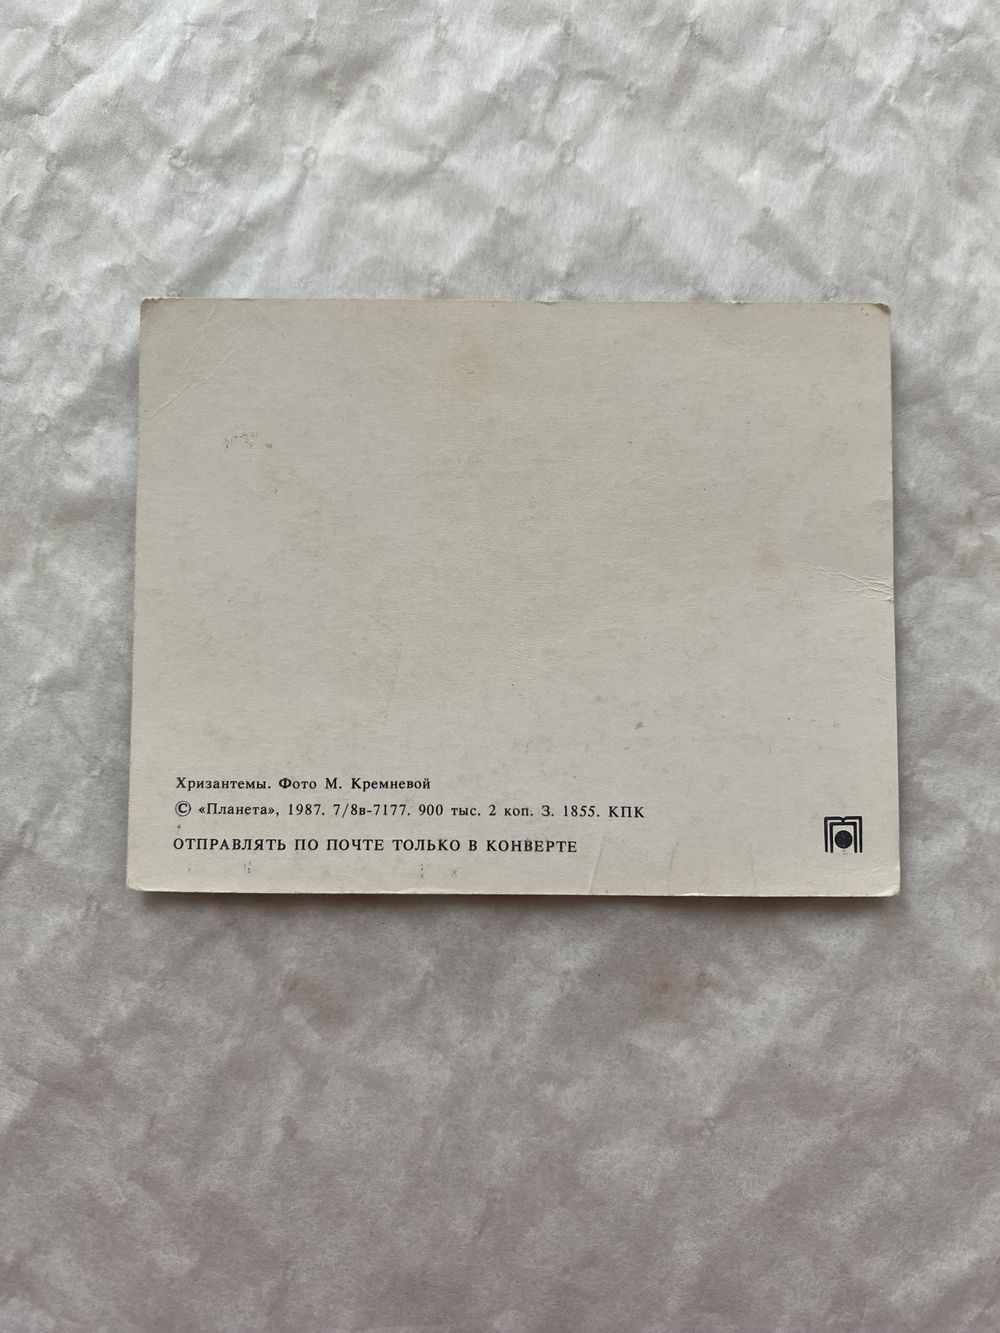 Хризантемы. Фото М. Кремневой
© «Планета», 1987. 7/8в-7177. 900 тыс. 2 коп. З. 1855. КПК
ОТПРАВЛЯТЬ ПО ПОЧТЕ ТОЛЬКО В КОНВЕРТЕ